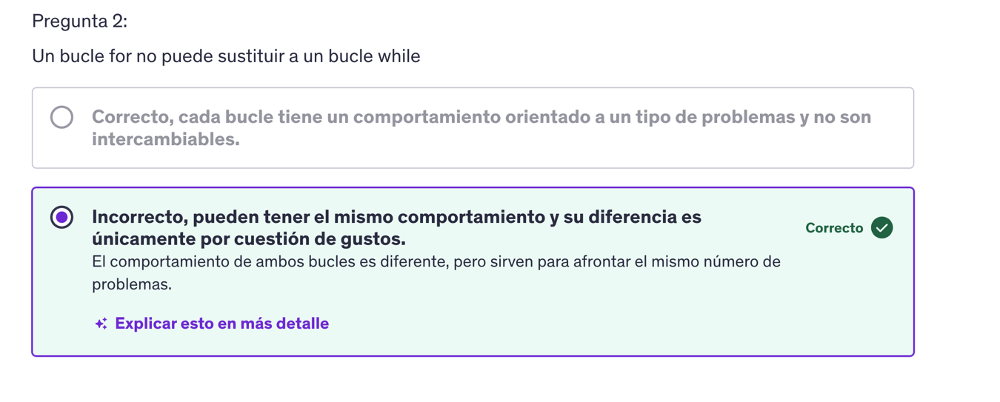 Pregunta 2:
Un bucle for no puede sustituir a un bucle while
Correcto, cada bucle tiene un comportamiento orientado a un tipo de problemas y no son
intercambiables.
Incorrecto, pueden tener el mismo comportamiento y su diferencia es
únicamente por cuestión de gustos.
Correcto
El comportamiento de ambos bucles es diferente, pero sirven para afrontar el mismo número de
problemas.
Explicar esto en más detalle